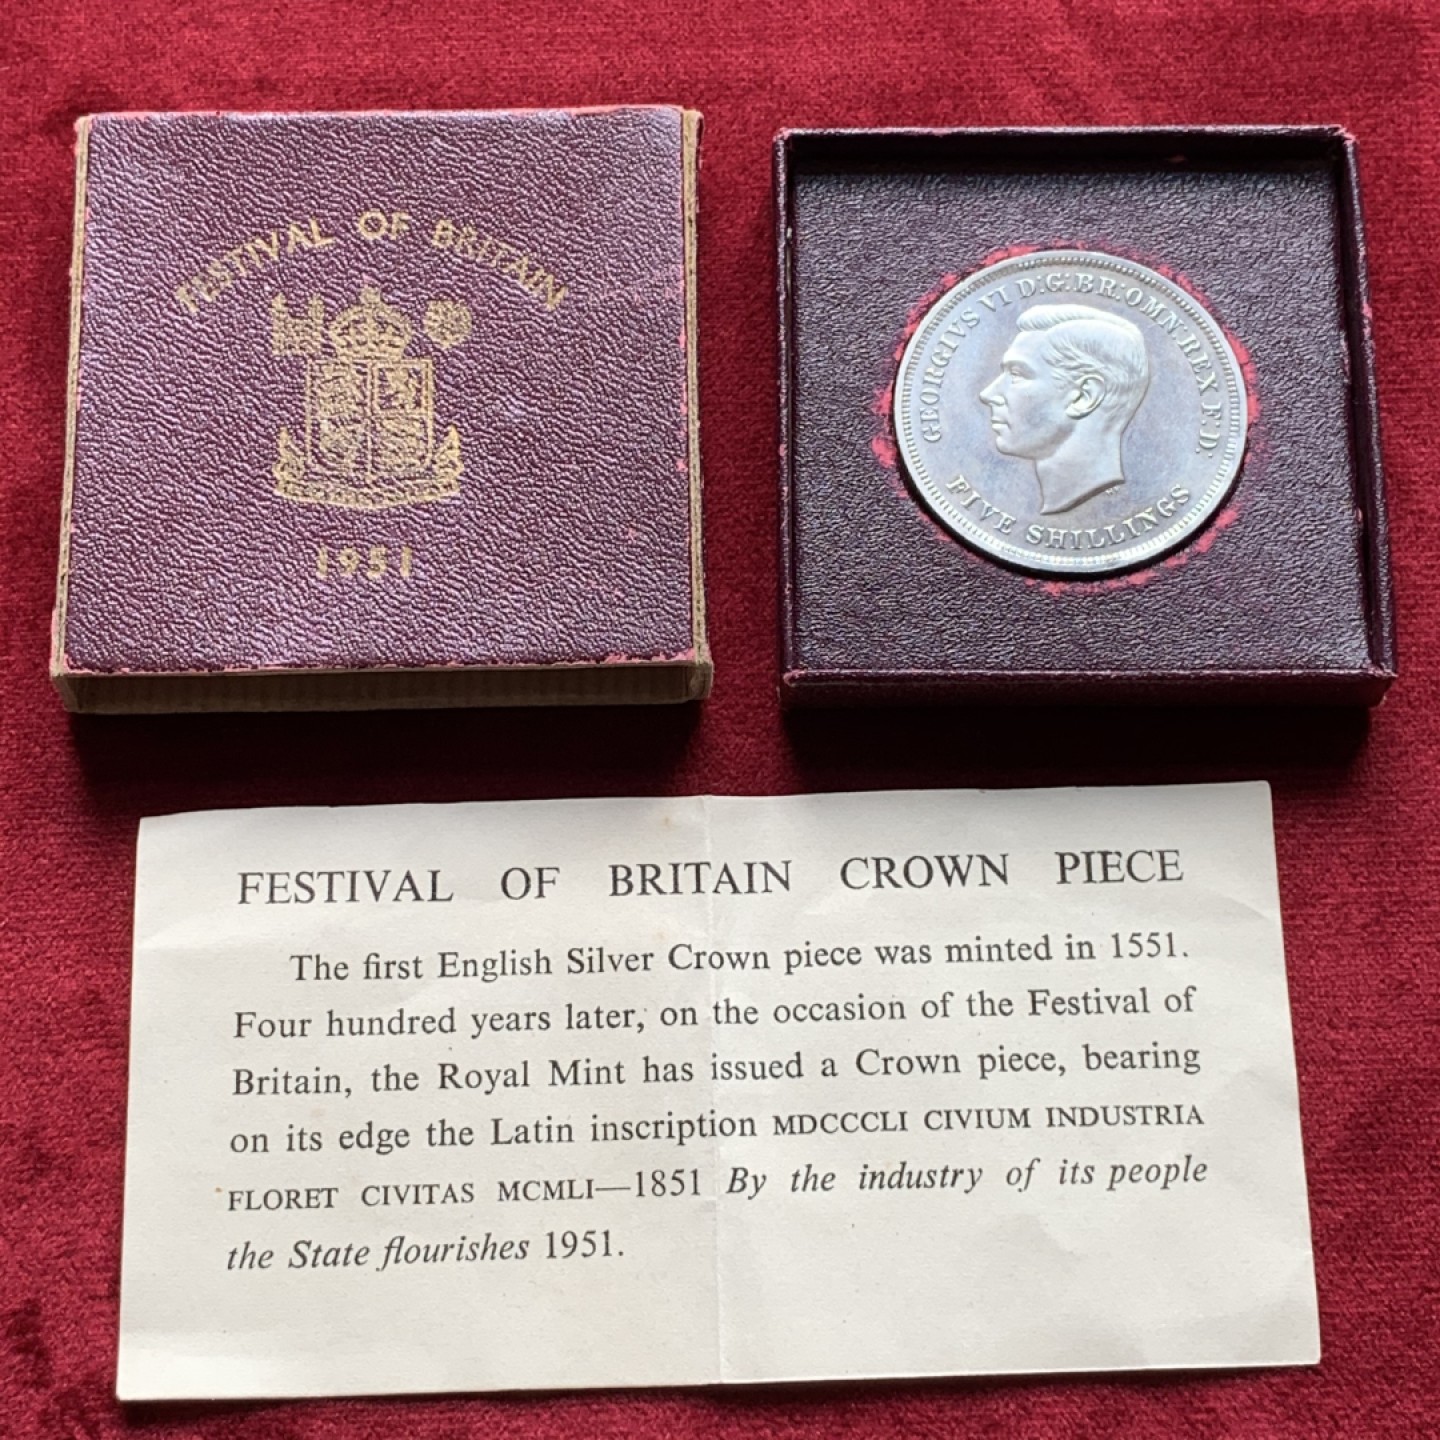 FESTIVAL OF BRITAIN
1951
GEORGIVS VI D:G:BR:OMN:REX F:D.
FIVE SHILLINGS
FESTIVAL OF BRITAIN CROWN PIECE
The first English Silver Crown piece was minted in 1551.
Four hundred years later, on the occasion of the Festival of
Britain, the Royal Mint has issued a Crown piece, bearing
on its edge the Latin inscription MDCCCLI CIVIUM INDUSTRIA
FLORET CIVITAS MCMLI—1851 By the industry of its people
the State flourishes 1951.